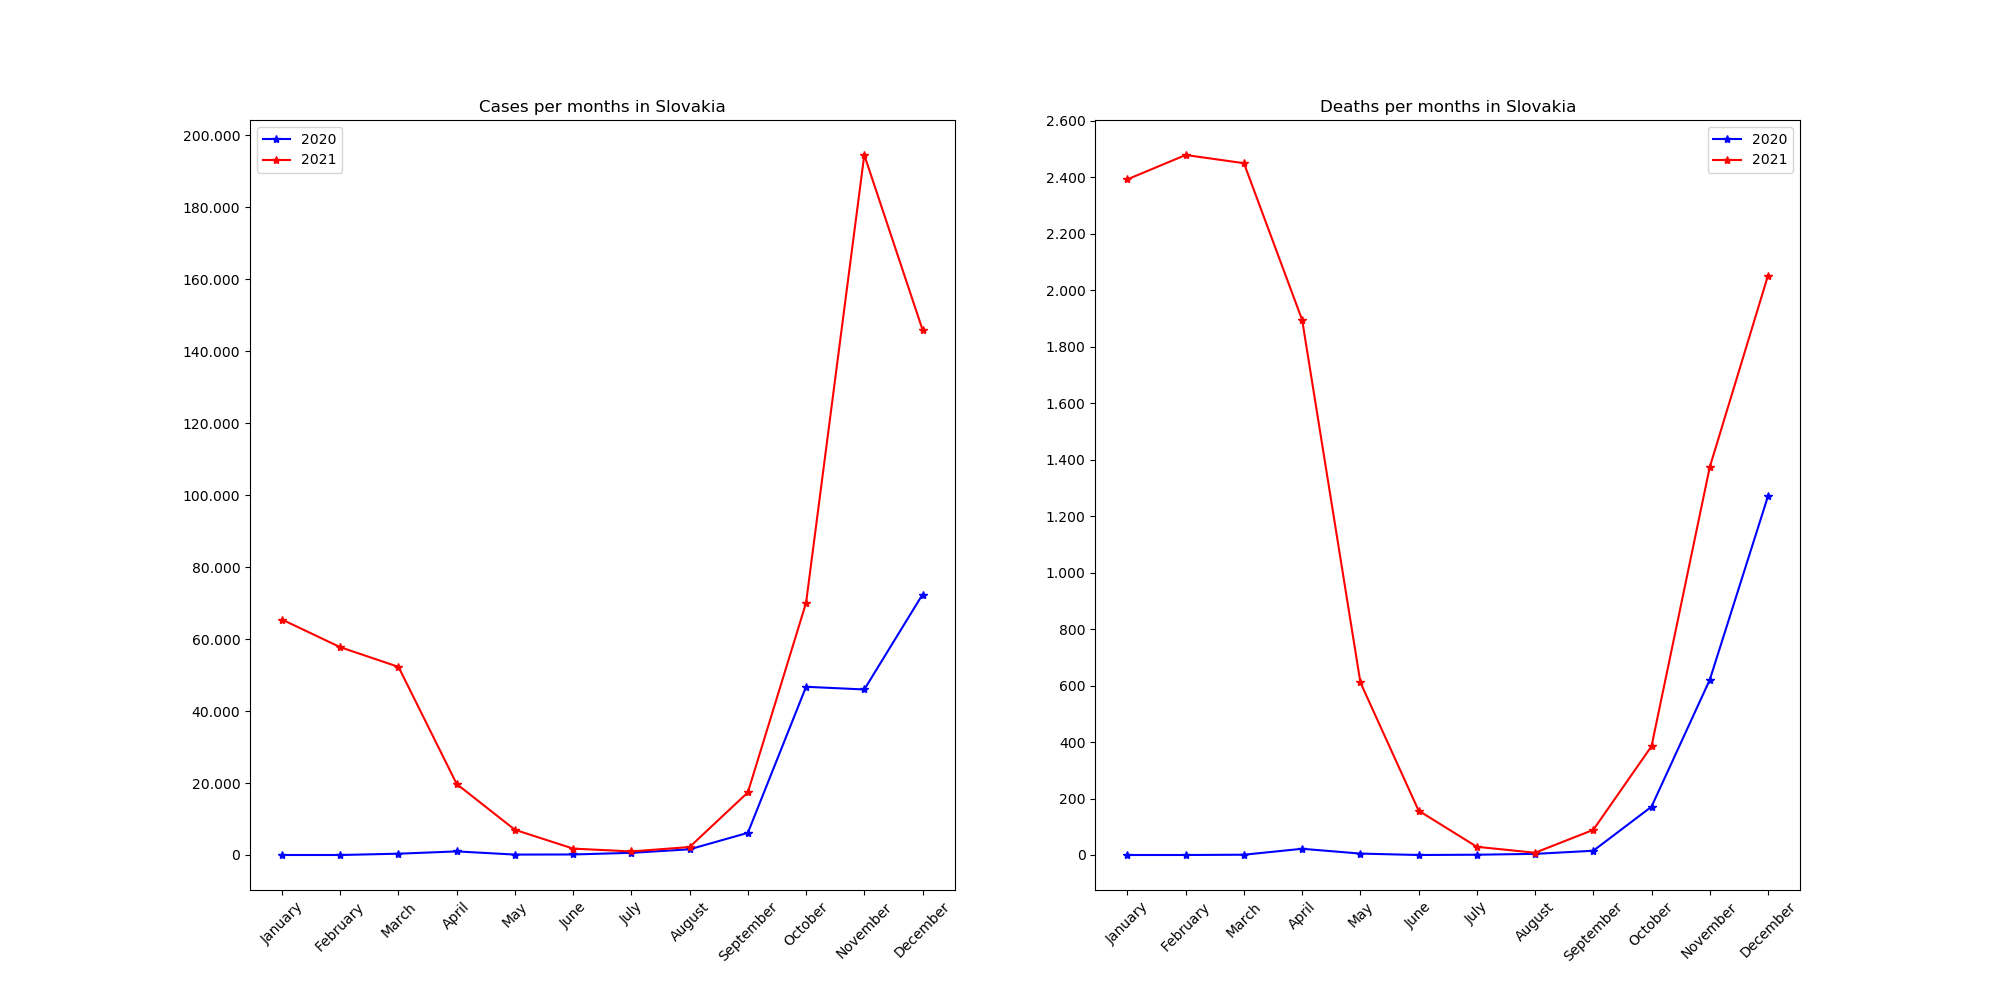 Cases per months in Slovakia
2020
2021
200.000
180.000
160.000
140.000
120.000
100.000
80.000
60.000
40.000
20.000
0
January
February
March
April
May
June
July
August
September
October
November
December
Deaths per months in Slovakia
2020
2021
2.600
2.400
2.200
2.000
1.800
1.600
1.400
1.200
1.000
800
600
400
200
0
January
February
March
April
May
June
July
August
September
October
November
December